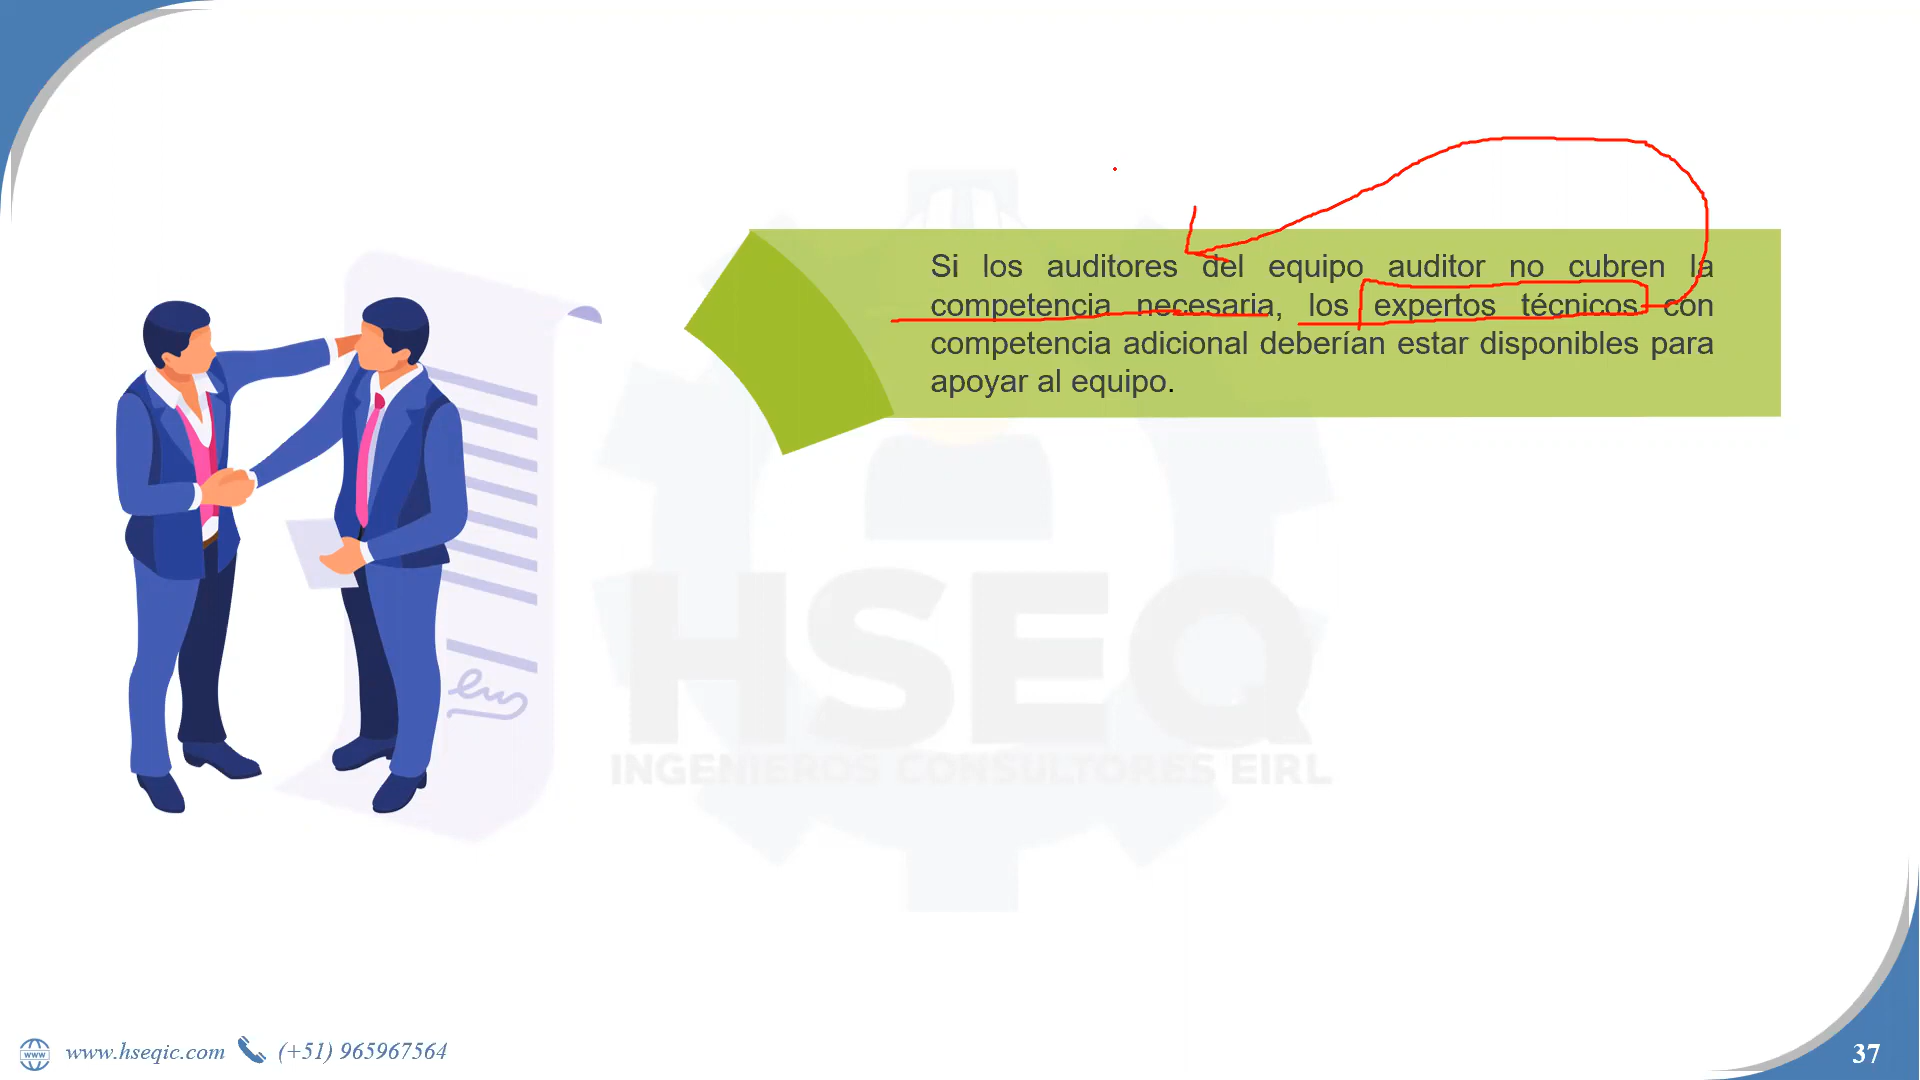 Si los auditores del equipo auditor no cubren la
competencia necesaria, los expertos técnicos con
competencia adicional deberían estar disponibles para
apoyar al equipo.
HSEQ
INGENIEROS CONSULTORES EIRL
www
www.hseqic.com (+51) 965967564
37